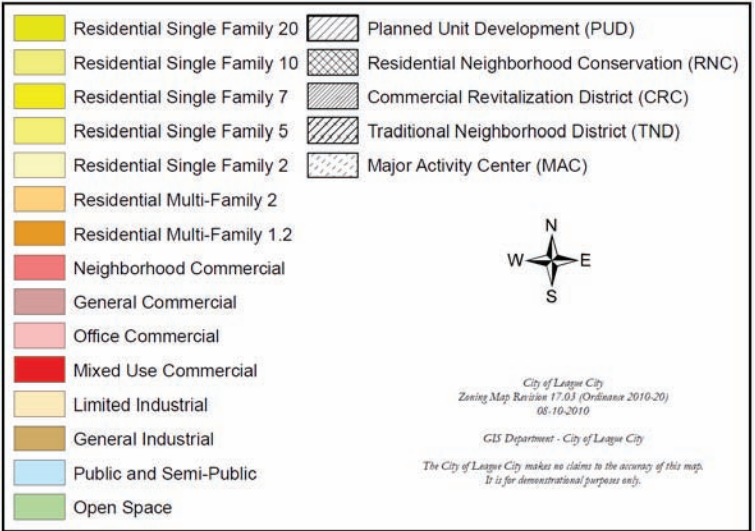 Residential Single Family 20
Residential Single Family 10
Residential Single Family 7
Residential Single Family 5
Residential Single Family 2
Residential Multi-Family 2
Residential Multi-Family 1.2
Neighborhood Commercial
General Commercial
Office Commercial
Mixed Use Commercial
Limited Industrial
General Industrial
Public and Semi-Public
Open Space
Planned Unit Development (PUD)
Residential Neighborhood Conservation (RNC)
Commercial Revitalization District (CRC)
Traditional Neighborhood District (TND)
Major Activity Center (MAC)
N
W E
S
City of League City
Zoning Map Revision 17.03 (Ordinance 2010-20)
08-10-2010
GIS Department - City of League City
The City of League City makes no claims to the accuracy of this map.
It is for demonstrational purposes only.